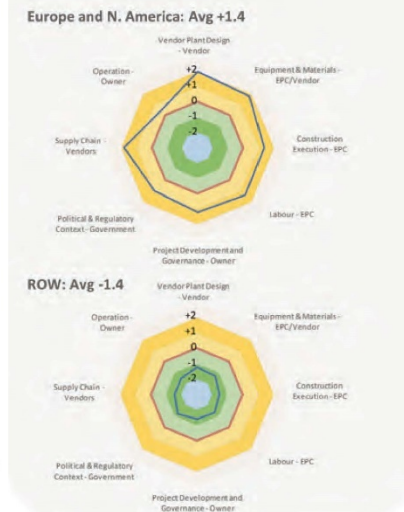 Europe and N. America: Avg +1.4
Vendor Plant Design
- Vendor
Operation -
Owner
Equipment & Materials -
EPC/Vendor
+2
+1
0
-1
-2
Supply Chain -
Vendors
Construction
Execution - EPC
Political & Regulatory
Context - Government
Labour - EPC
Project Development and
Governance - Owner
ROW: Avg -1.4
Vendor Plant Design
- Vendor
Operation -
Owner
Equipment & Materials -
EPC/Vendor
+2
+1
0
-1
-2
Supply Chain -
Vendors
Construction
Execution - EPC
Political & Regulatory
Context - Government
Labour - EPC
Project Development and
Governance - Owner